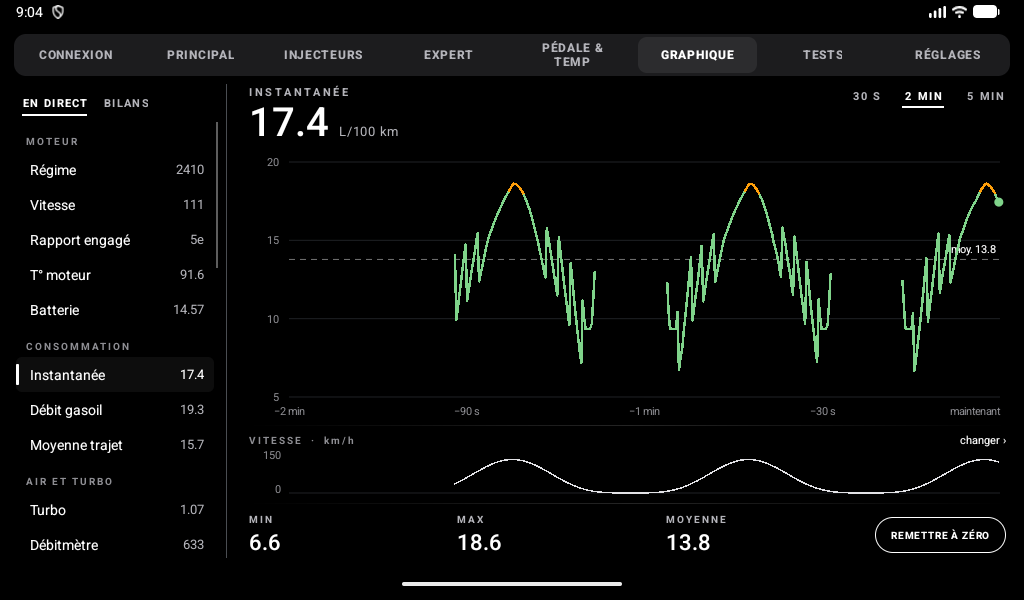 9:04
CONNEXION
PRINCIPAL
INJECTEURS
EXPERT
PÉDALE &
TEMP
GRAPHIQUE
TESTS
RÉGLAGES
EN DIRECT BILANS
MOTEUR
Régime 2410
Vitesse 111
Rapport engagé 5e
T° moteur 91.6
Batterie 14.57
CONSOMMATION
Instantanée 17.4
Débit gasoil 19.3
Moyenne trajet 15.7
AIR ET TURBO
Turbo 1.07
Débitmètre 633
INSTANTANÉE
17.4 L/100 km
30 S 2 MIN 5 MIN
20
15
moy. 13.8
10
5
−2 min −90 s −1 min −30 s maintenant
VITESSE · km/h
changer ›
150
0
MIN
6.6
MAX
18.6
MOYENNE
13.8
REMETTRE À ZÉRO